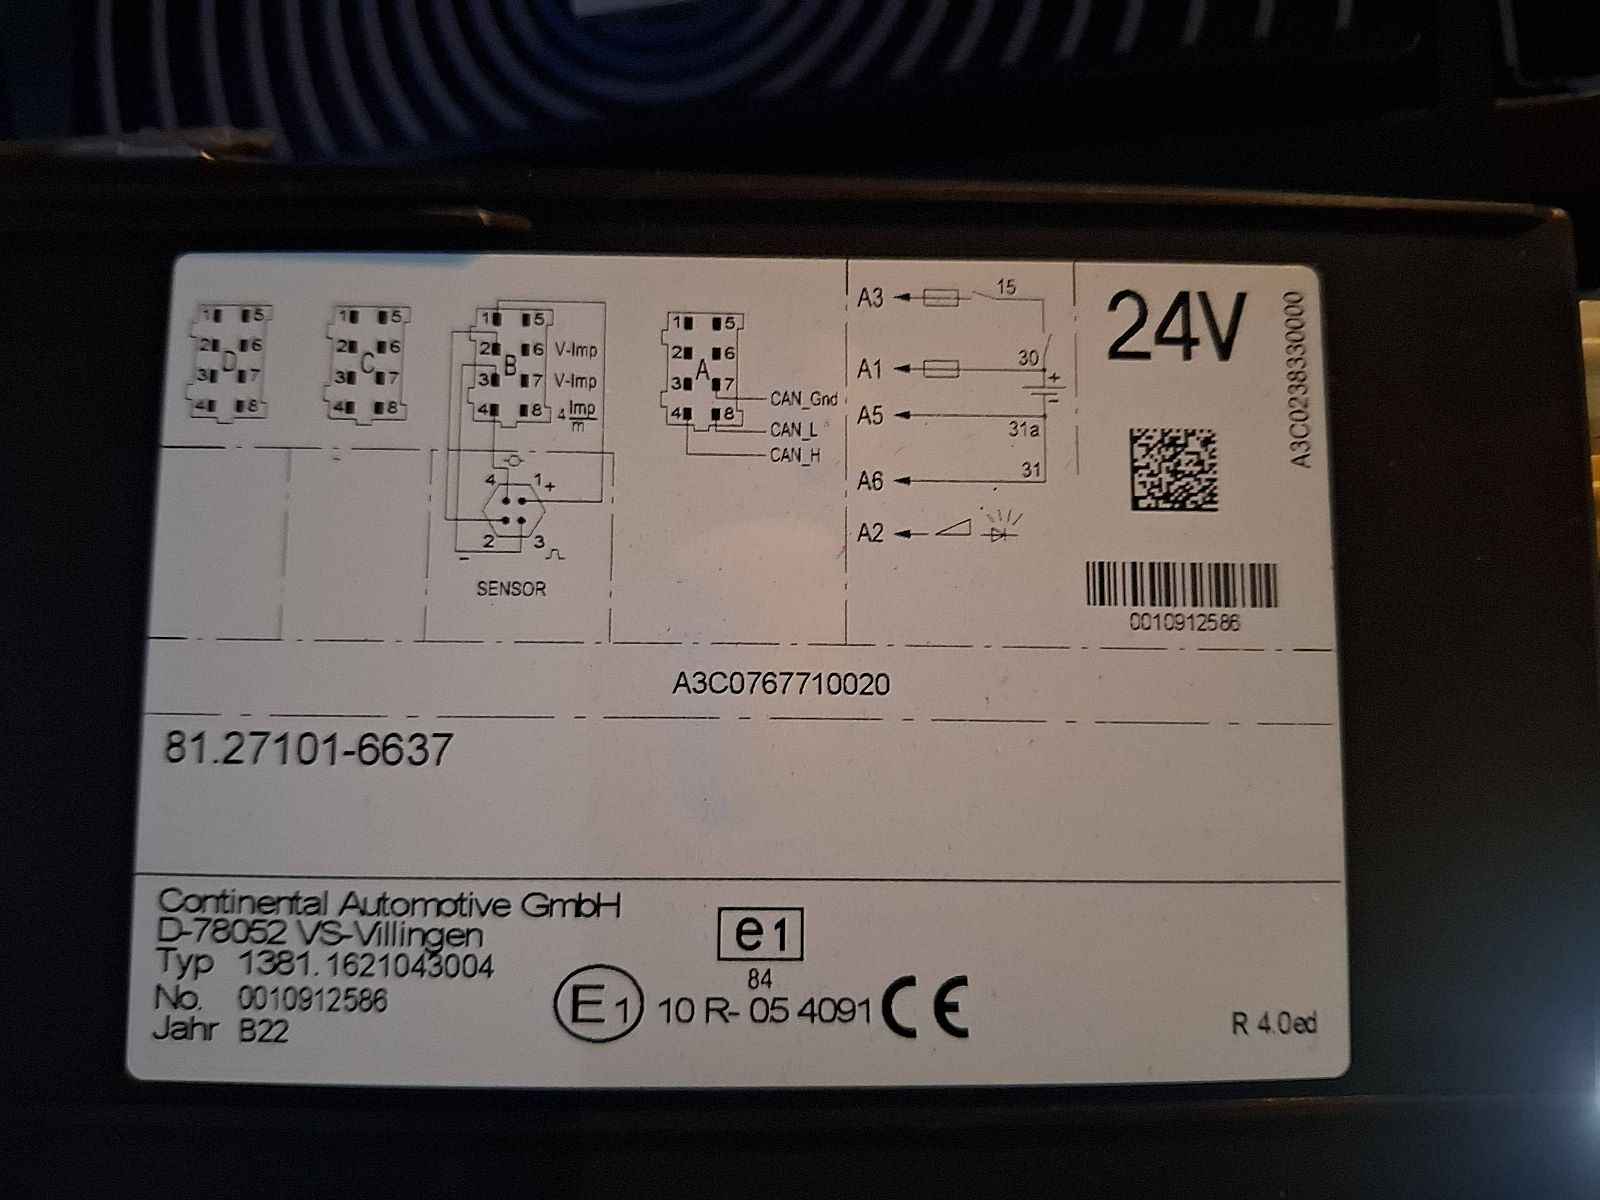 1 5
2 6
D
3 7
4 8
1 5
2 6
C
3 7
4 8
1 5
2 6 V-Imp
B
3 7 V-Imp
4 8 4 Imp/m
4 1 +
2 3
-
SENSOR
1 5
2 6
A
3 7
4 8
CAN_Gnd
CAN_L
CAN_H
A3 15
A1 30
+
-
A5 31a
A6 31
A2
24V
A3C0238330000
0010912586
A3C0767710020
81.27101-6637
Continental Automotive GmbH
D-78052 VS-Villingen
Typ 1381.1621043004
No. 0010912586
Jahr B22
e1
84
E1 10 R- 05 4091 CE
R 4.0ed